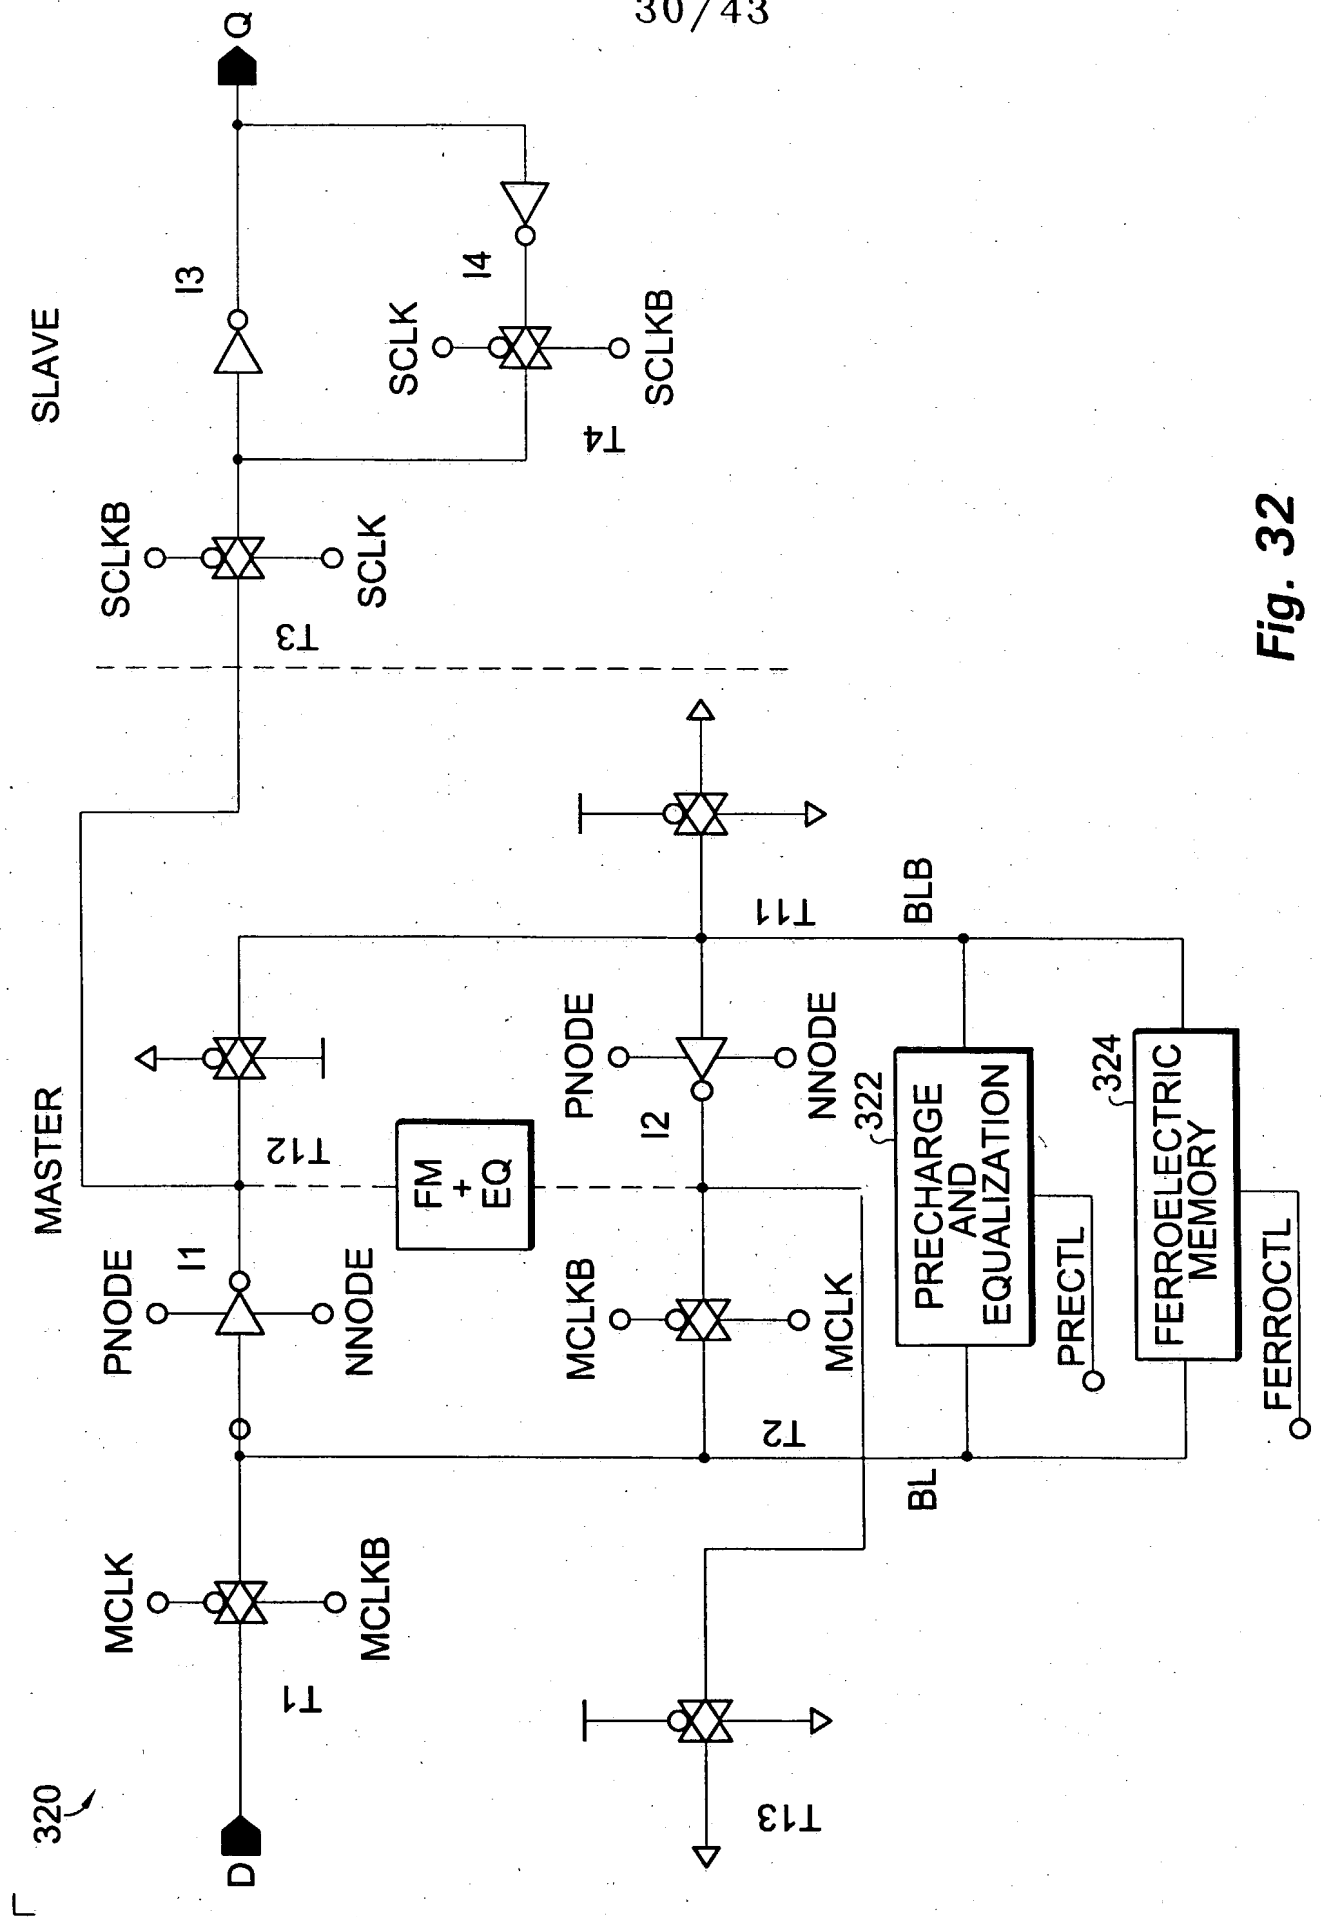 30/43
320
MASTER
SLAVE
D
MCLK
MCLKB
T1
PNODE
I1
NNODE
T12
SCLKB
SCLK
T3
I3
Q
SCLK
I4
SCLKB
T4
FM
+
EQ
T13
MCLKB
MCLK
T2
PNODE
I2
NNODE
T11
BL
BLB
322
PRECHARGE
AND
EQUALIZATION
PRECTL
324
FERROELECTRIC
MEMORY
FERROCTL
Fig. 32